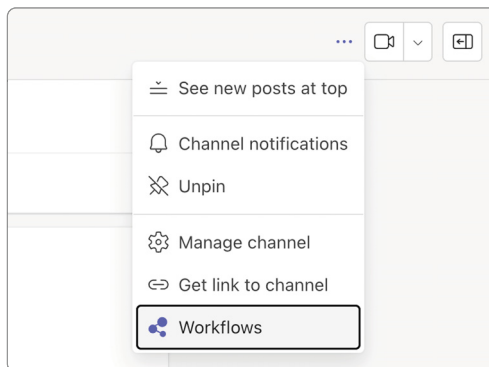 See new posts at top
Channel notifications
Unpin
Manage channel
Get link to channel
Workflows